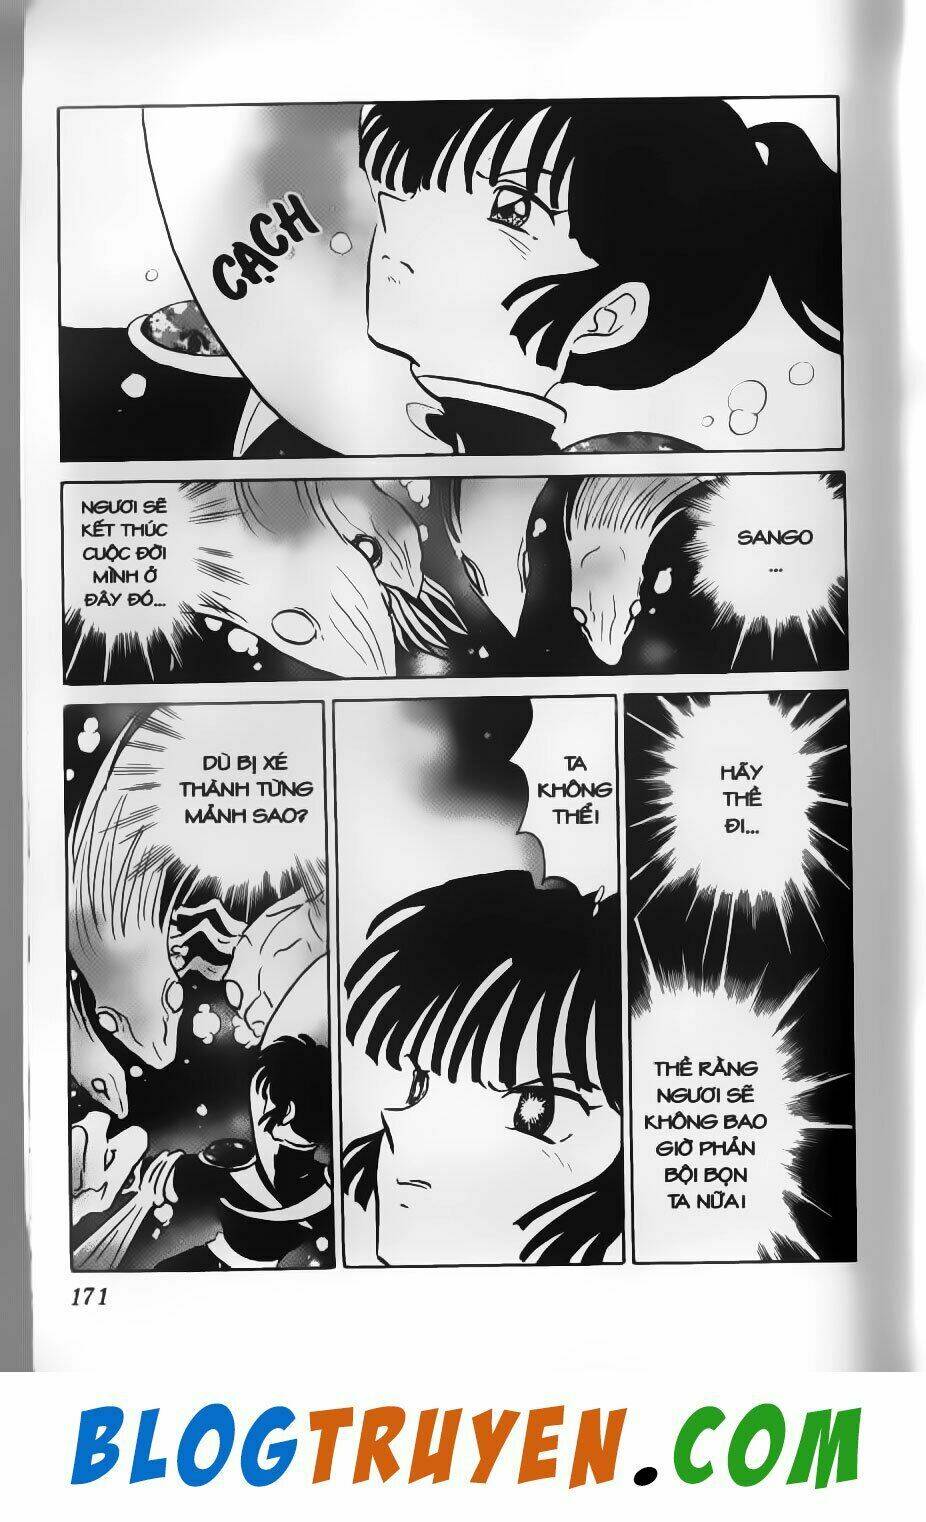 CẠCH
SANGO
...
NGƯƠI SẼ
KẾT THÚC
CUỘC ĐỜI
MÌNH Ở
ĐÂY ĐÓ...
HÃY
THỀ
ĐI...
THỀ RẰNG
NGƯƠI SẼ
KHÔNG BAO
GIỜ PHẢN
BỘI BỌN
TA NỮA!
TA
KHÔNG
THỂ!
DÙ BỊ XÉ
THÀNH TỪNG
MẢNH SAO?
171
BLOGTRUYEN.COM